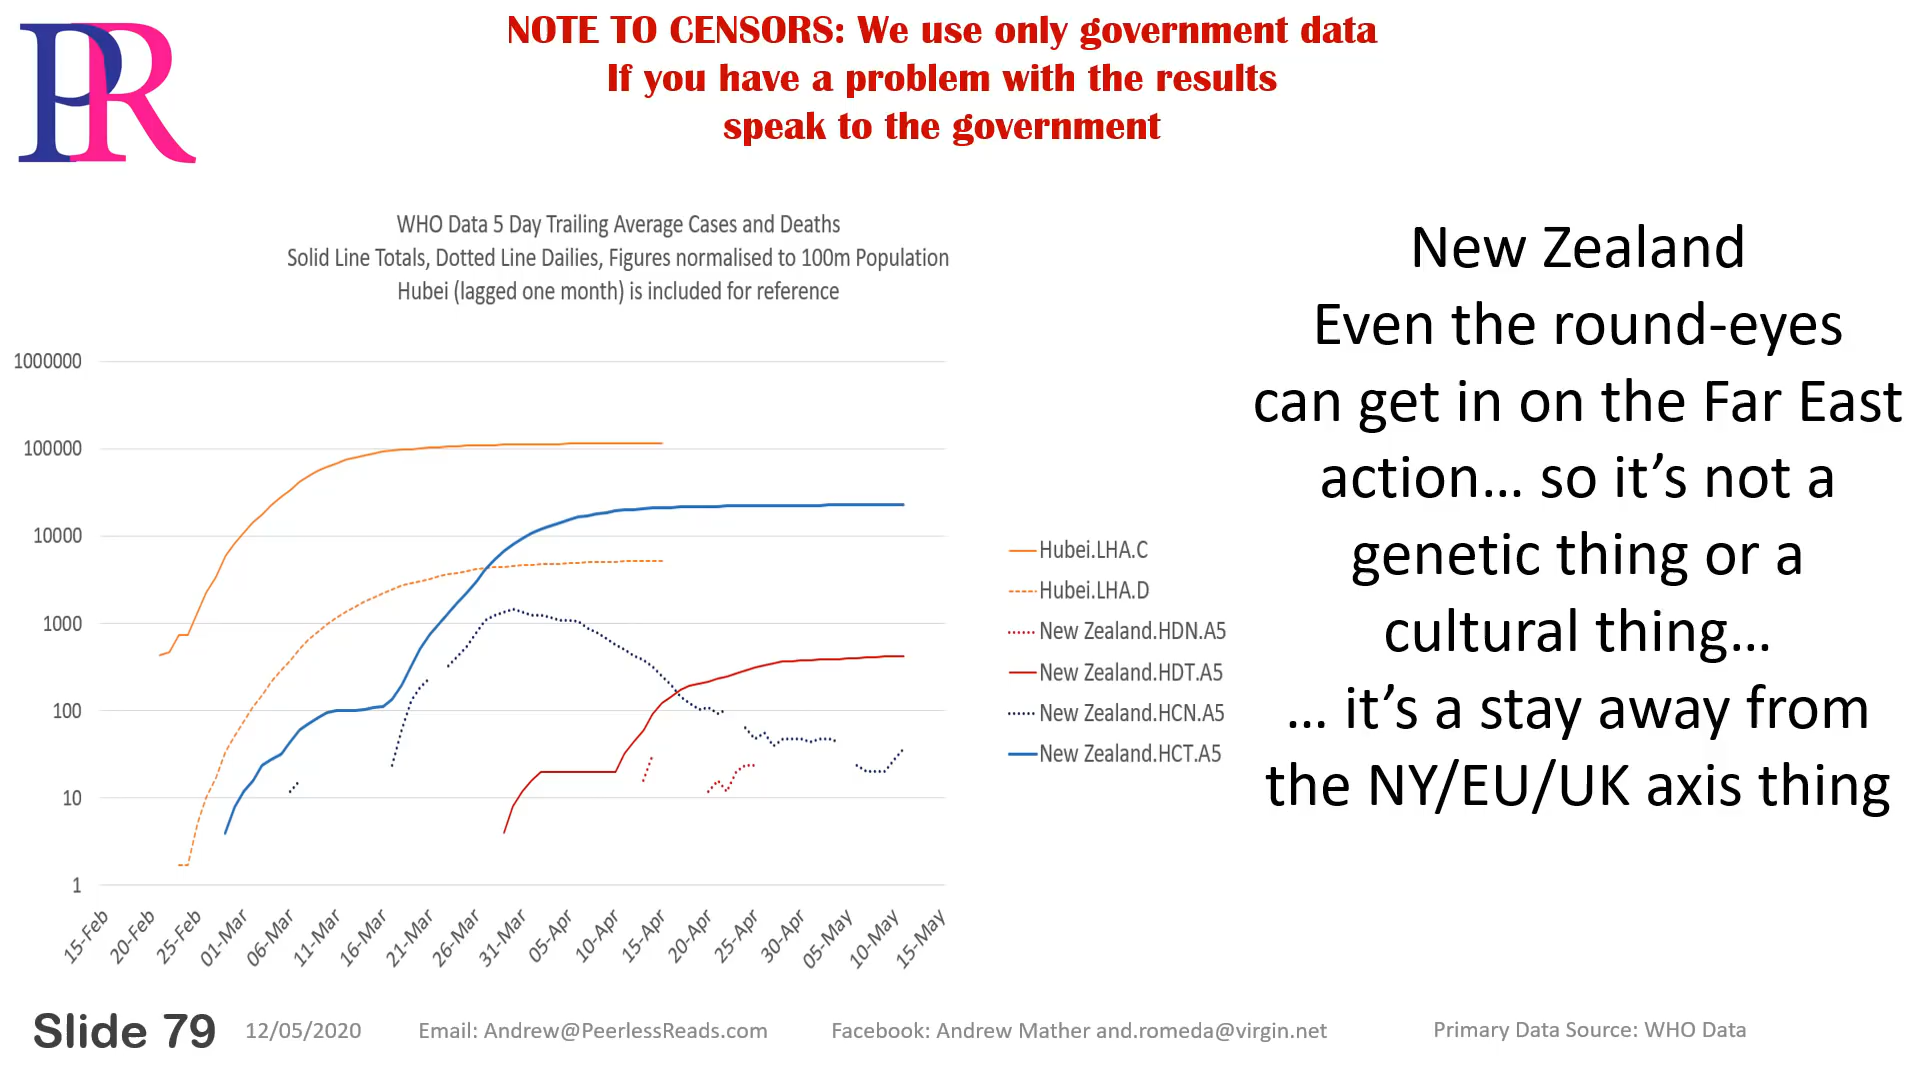 PR
NOTE TO CENSORS: We use only government data
If you have a problem with the results
speak to the government
WHO Data 5 Day Trailing Average Cases and Deaths
Solid Line Totals, Dotted Line Dailies, Figures normalised to 100m Population
Hubei (lagged one month) is included for reference
1000000
100000
10000
1000
100
10
1
15-Feb
20-Feb
25-Feb
01-Mar
06-Mar
11-Mar
16-Mar
21-Mar
26-Mar
31-Mar
05-Apr
10-Apr
15-Apr
20-Apr
25-Apr
30-Apr
05-May
10-May
15-May
Hubei.LHA.C
Hubei.LHA.D
New Zealand.HDN.A5
New Zealand.HDT.A5
New Zealand.HCN.A5
New Zealand.HCT.A5
New Zealand
Even the round-eyes
can get in on the Far East
action... so it’s not a
genetic thing or a
cultural thing...
... it’s a stay away from
the NY/EU/UK axis thing
Slide 79
12/05/2020
Email: Andrew@PeerlessReads.com
Facebook: Andrew Mather and.romeda@virgin.net
Primary Data Source: WHO Data